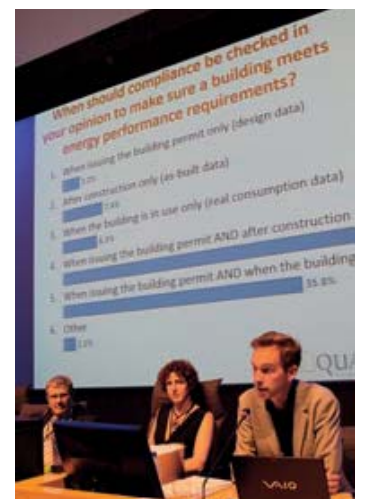 When should compliance be checked in
your opinion to make sure a building meets
energy performance requirements?
1. When issuing the building permit only (design data)
2. After construction only (as-built data)
3. When the building is in use only (real consumption data)
4. When issuing the building permit AND after construction
5. When issuing the building permit AND when the building
35.8%
6. Other
QUA
VAIO